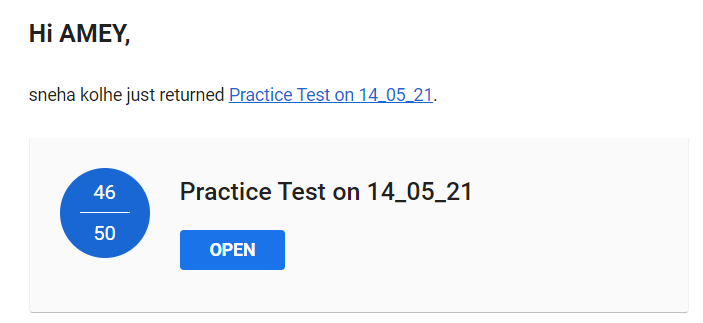 Hi AMEY,
sneha kolhe just returned Practice Test on 14_05_21.
46
50
Practice Test on 14_05_21
OPEN